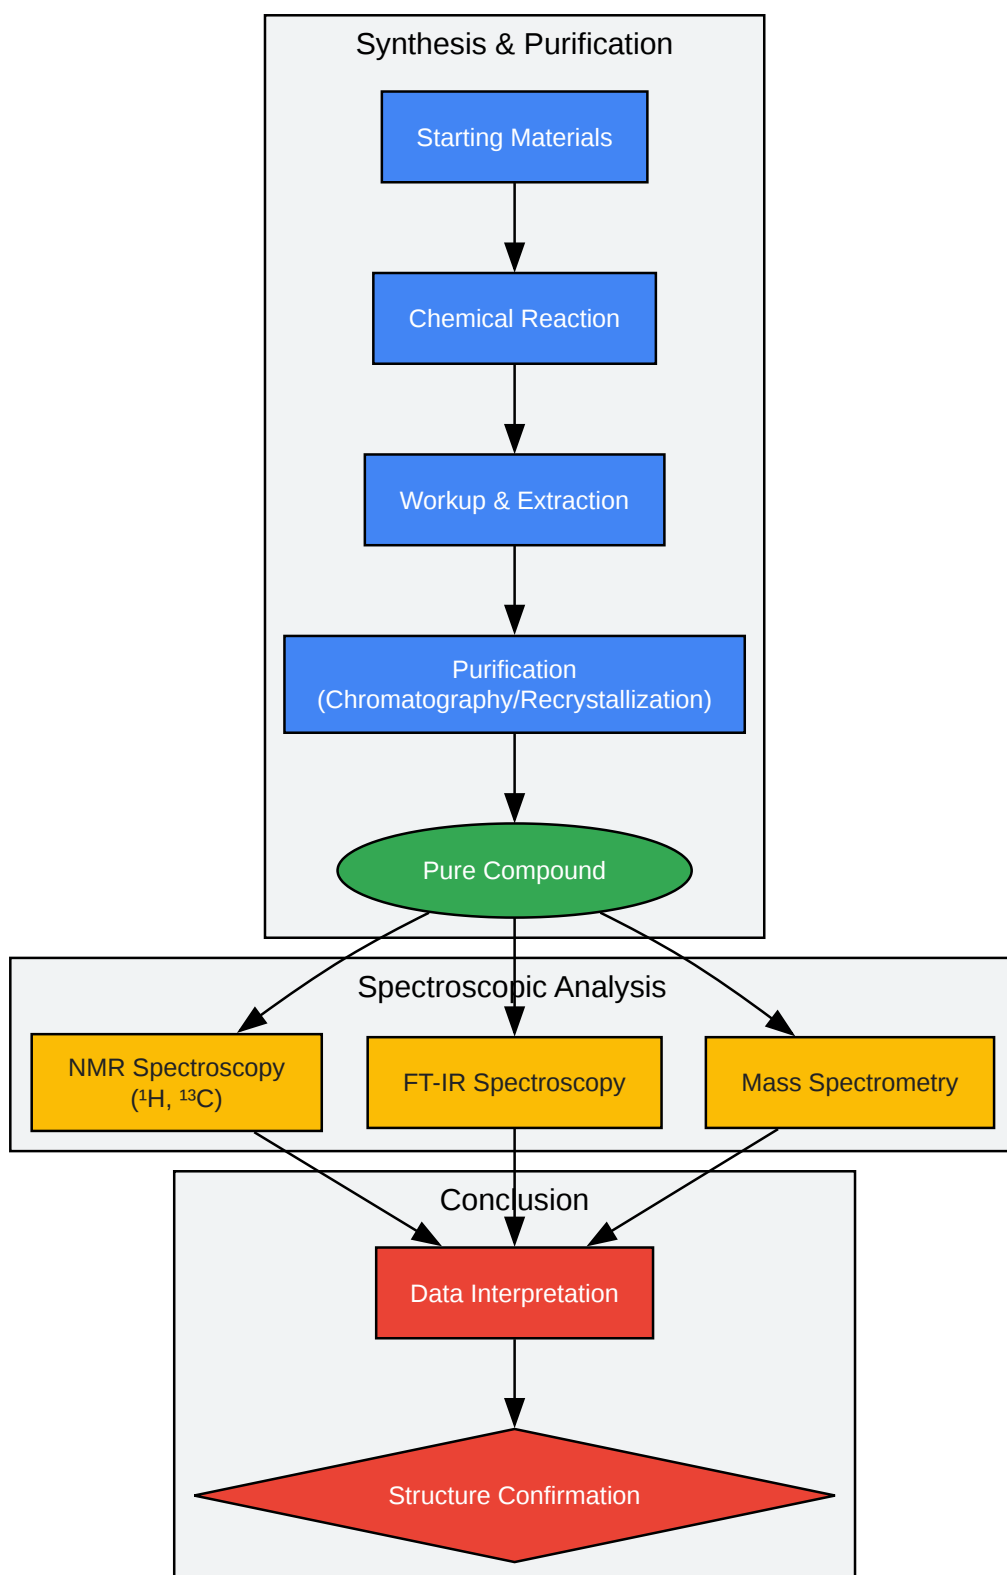 Synthesis & Purification
Starting Materials
Chemical Reaction
Workup & Extraction
Purification
(Chromatography/Recrystallization)
Pure Compound
Spectroscopic Analysis
NMR Spectroscopy
(¹H, ¹³C)
FT-IR Spectroscopy
Mass Spectrometry
Conclusion
Data Interpretation
Structure Confirmation